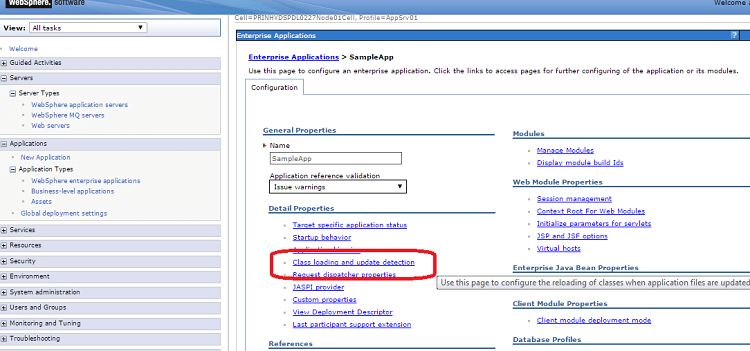 WebSphere. software
Welcome
View: All tasks
Welcome
Guided Activities
Servers
Server Types
WebSphere application servers
WebSphere MQ servers
Web servers
Applications
New Application
Application Types
WebSphere enterprise applications
Business-level applications
Assets
Global deployment settings
Services
Resources
Security
Environment
System administration
Users and Groups
Monitoring and Tuning
Troubleshooting
Cell=PRINHYDSPDL0227Node01Cell, Profile=AppSrv01
Enterprise Applications ?
Enterprise Applications > SampleApp
Use this page to configure an enterprise application. Click the links to access pages for further configuring of the application or its modules.
Configuration
General Properties
Name
SampleApp
Application reference validation
Issue warnings
Detail Properties
Target specific application status
Startup behavior
Class loading and update detection
Request dispatcher properties
JASPI provider
Custom properties
View Deployment Descriptor
Last participant support extension
References
Modules
Manage Modules
Display module build Ids
Web Module Properties
Session management
Context Root For Web Modules
Initialize parameters for servlets
JSP and JSF options
Virtual hosts
Enterprise Java Bean Properties
Use this page to configure the reloading of classes when application files are updated
Client Module Properties
Client module deployment mode
Database Profiles